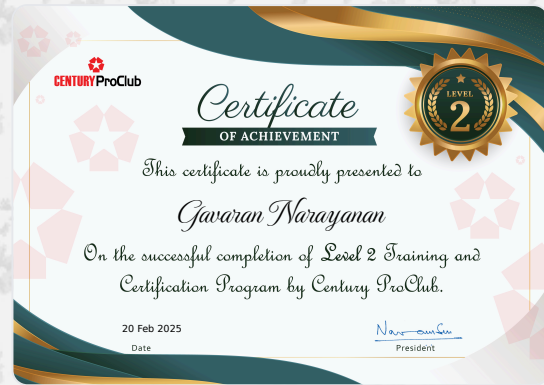 CENTURY ProClub
LEVEL
2
Certificate
OF ACHIEVEMENT
This certificate is proudly presented to
Gavaran Narayanan
On the successful completion of Level 2 Training and
Certification Program by Century ProClub.
20 Feb 2025
Date
President